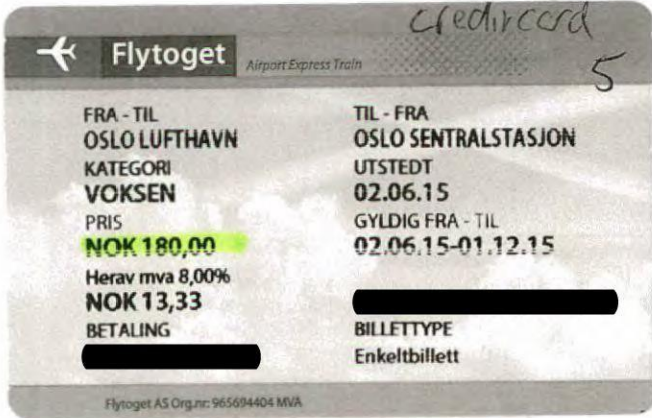 creditcard
5
Flytoget Airport Express Train
FRA - TIL
OSLO LUFTHAVN
KATEGORI
VOKSEN
PRIS
NOK 180,00
Herav mva 8,00%
NOK 13,33
BETALING
TIL - FRA
OSLO SENTRALSTASJON
UTSTEDT
02.06.15
GYLDIG FRA - TIL
02.06.15-01.12.15
BILLETTYPE
Enkeltbillett
Flytoget AS Org.nr: 965694404 MVA